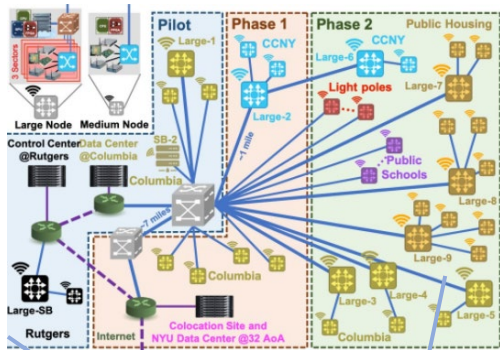 Pilot
Phase 1
Phase 2
3 Sectors
Large Node
Medium Node
Large-1
CCNY
Large-2
Large-6
CCNY
Public Housing
Large-7
Light poles
~1 mile
Control Center
@Rutgers
Data Center
@Columbia
SB-2
Columbia
Public
Schools
Large-8
~7 miles
Large-9
Columbia
Large-SB
Rutgers
Internet
Colocation Site and
NYU Data Center @32 AoA
Large-3
Large-4
Large-5
Columbia